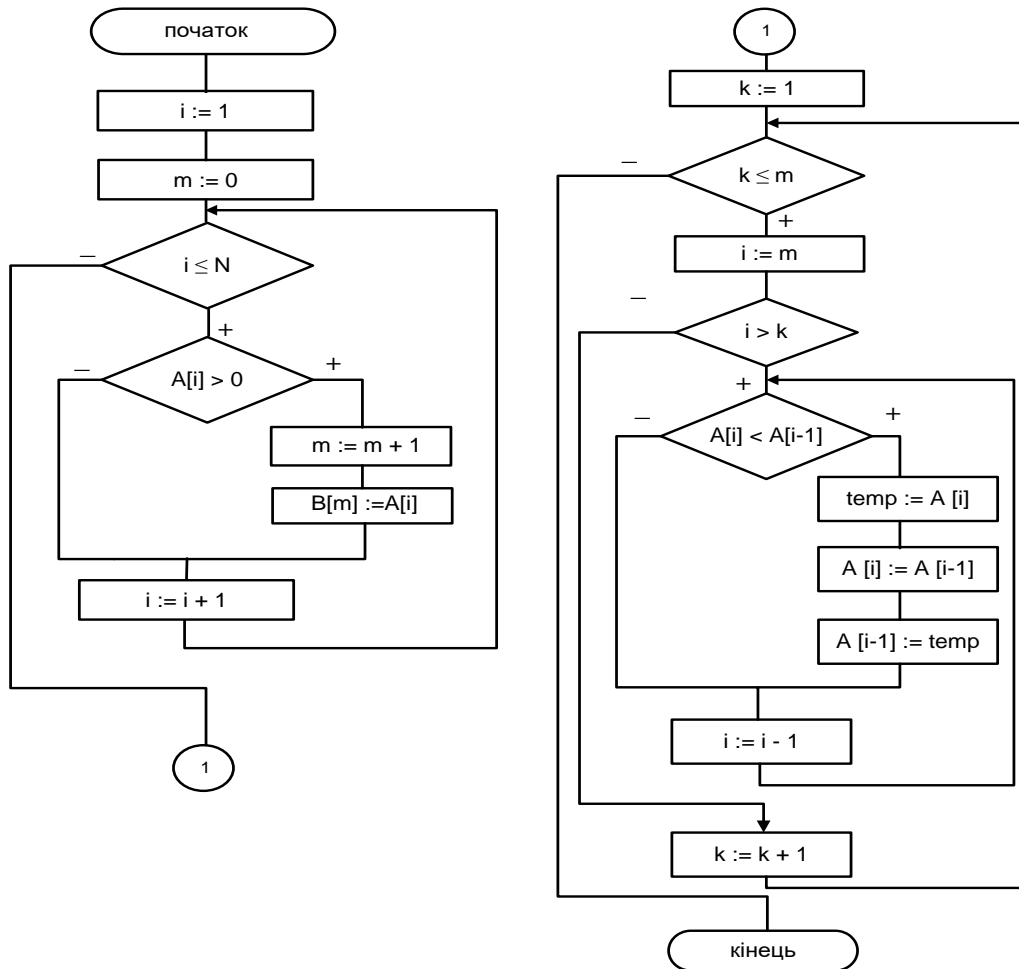 початок
i := 1
m := 0
i ≤ N
−
+
A[i] > 0
−
+
m := m + 1
B[m] :=A[i]
i := i + 1
1
1
k := 1
k ≤ m
−
+
i := m
i > k
−
+
A[i] < A[i-1]
−
+
temp := A [i]
A [i] := A [i-1]
A [i-1] := temp
i := i - 1
k := k + 1
кінець